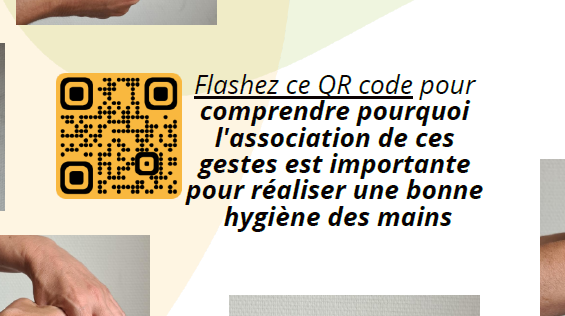 Flashez ce QR code pour
comprendre pourquoi
l'association de ces
gestes est importante
pour réaliser une bonne
hygiène des mains